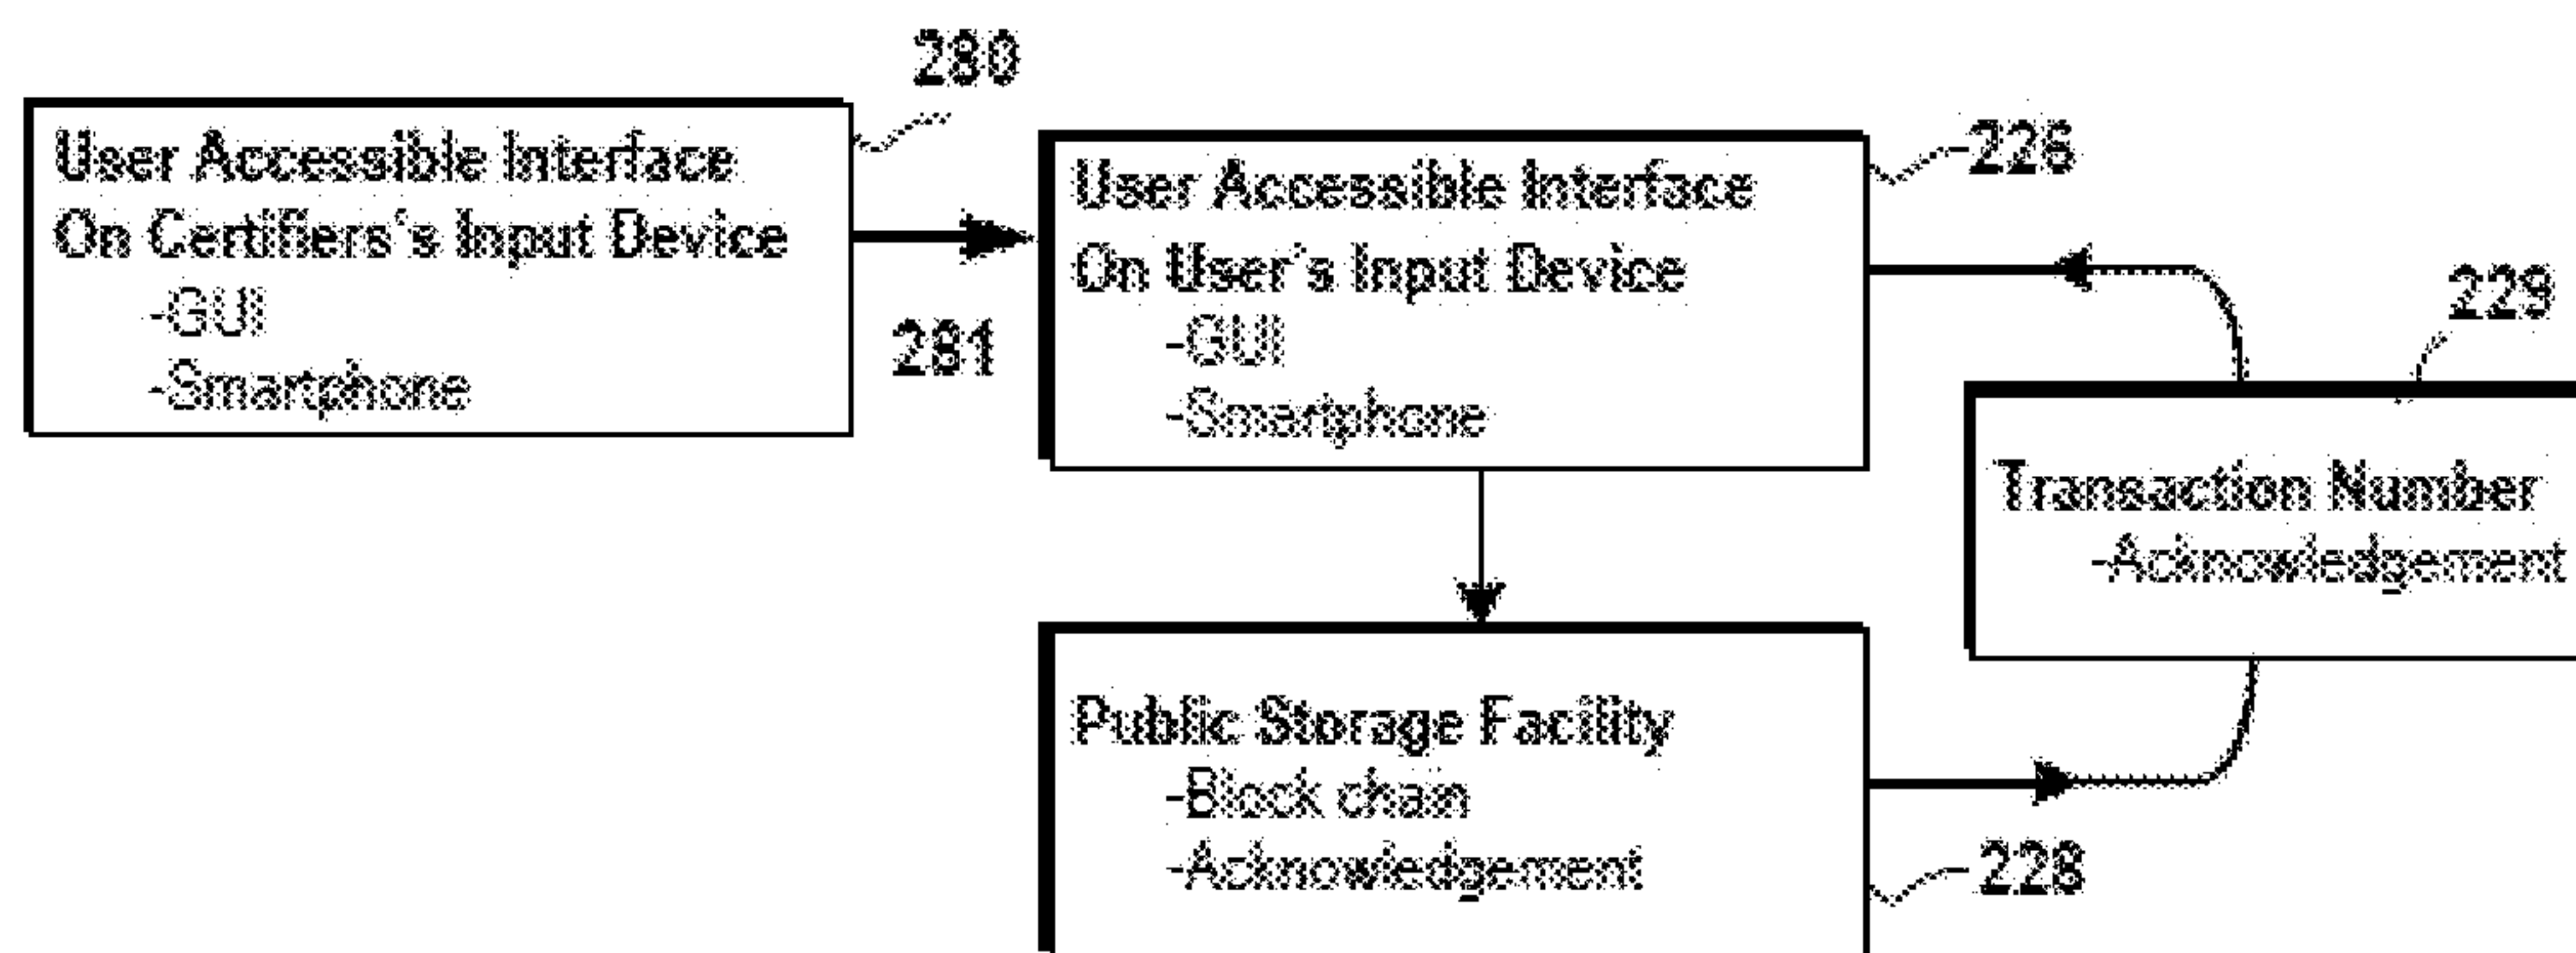 280
User Accessible Interface
On Certifiers's Input Device
-GUI
-Smartphone
281
User Accessible Interface
On User's Input Device
-GUI
-Smartphone
226
229
Transaction Number
-Acknowledgement
Public Storage Facility
-Block chain
-Acknowledgement
228